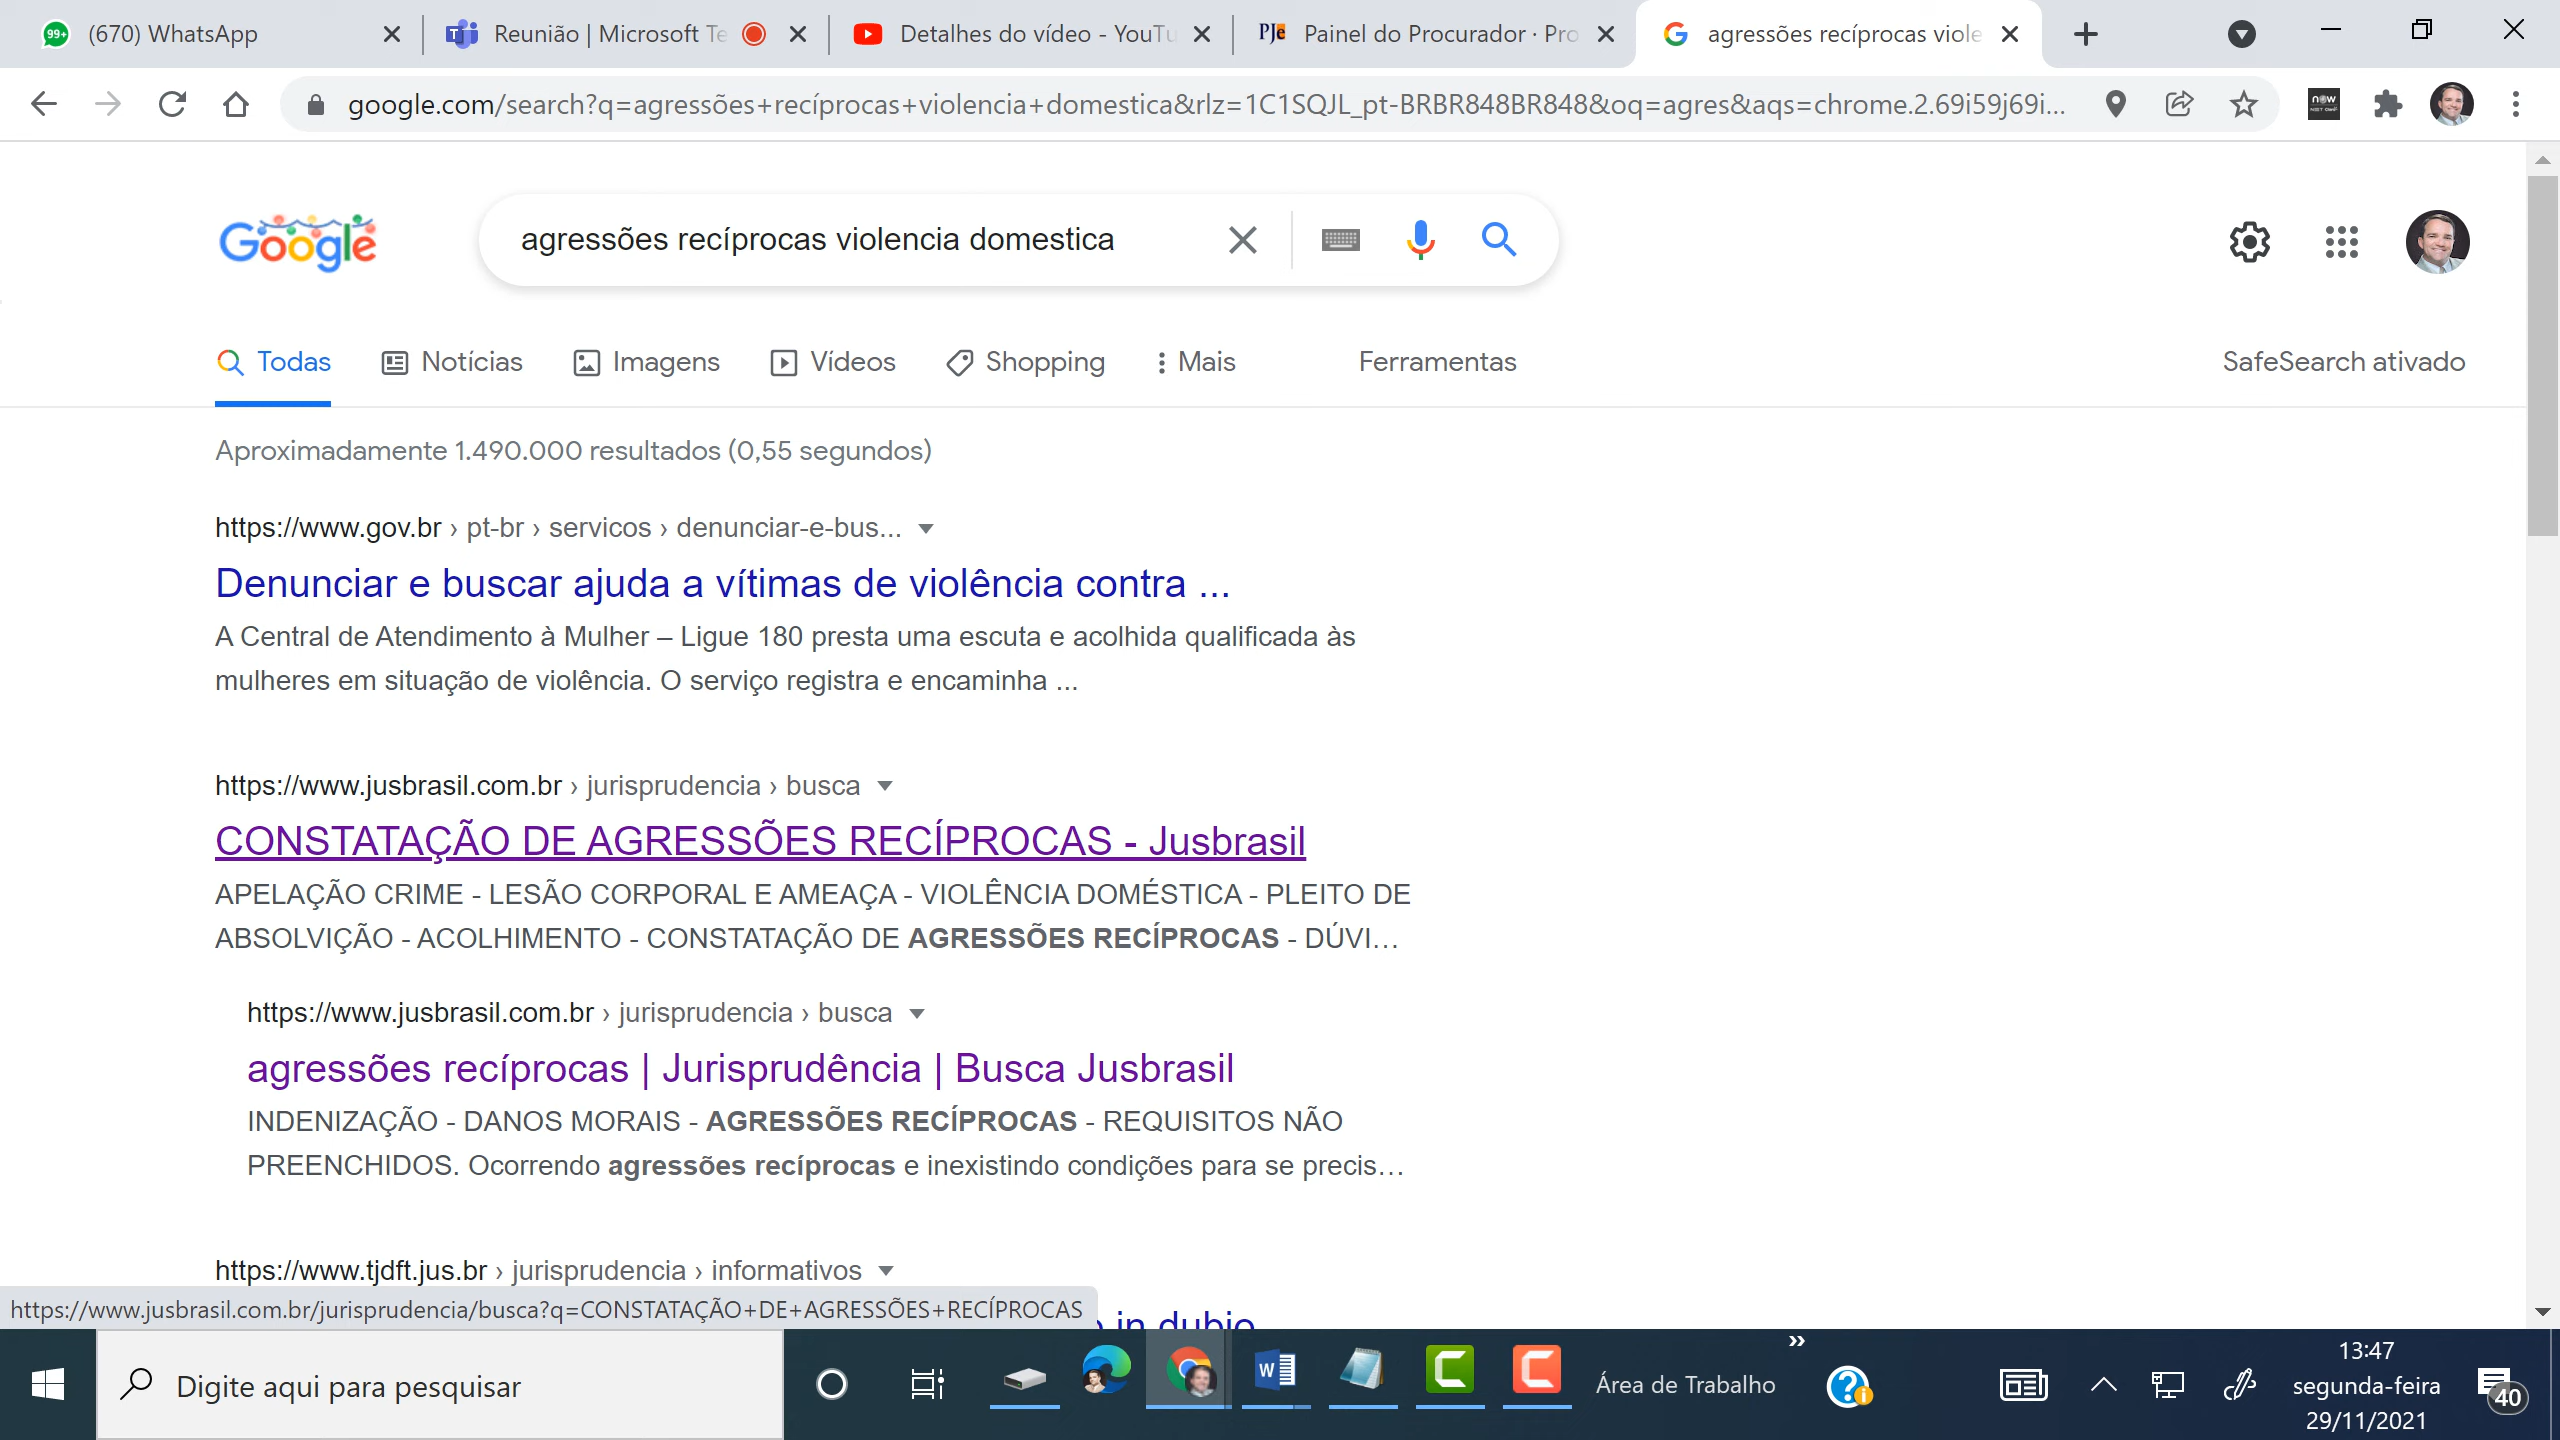 99+ (670) WhatsApp
Reunião | Microsoft Te
Detalhes do vídeo - YouTu
PJe Painel do Procurador · Pro
agressões recíprocas viole
google.com/search?q=agressões+recíprocas+violencia+domestica&rlz=1C1SQJL_pt-BRBR848BR848&oq=agres&aqs=chrome.2.69i59j69i...
Google
agressões recíprocas violencia domestica
Todas Notícias Imagens Vídeos Shopping Mais Ferramentas SafeSearch ativado
Aproximadamente 1.490.000 resultados (0,55 segundos)
https://www.gov.br › pt-br › servicos › denunciar-e-bus...
Denunciar e buscar ajuda a vítimas de violência contra ...
A Central de Atendimento à Mulher – Ligue 180 presta uma escuta e acolhida qualificada às
mulheres em situação de violência. O serviço registra e encaminha ...
https://www.jusbrasil.com.br › jurisprudencia › busca
CONSTATAÇÃO DE AGRESSÕES RECÍPROCAS - Jusbrasil
APELAÇÃO CRIME - LESÃO CORPORAL E AMEAÇA - VIOLÊNCIA DOMÉSTICA - PLEITO DE
ABSOLVIÇÃO - ACOLHIMENTO - CONSTATAÇÃO DE AGRESSÕES RECÍPROCAS - DÚVI...
https://www.jusbrasil.com.br › jurisprudencia › busca
agressões recíprocas | Jurisprudência | Busca Jusbrasil
INDENIZAÇÃO - DANOS MORAIS - AGRESSÕES RECÍPROCAS - REQUISITOS NÃO
PREENCHIDOS. Ocorrendo agressões recíprocas e inexistindo condições para se precis...
https://www.tjdft.jus.br › jurisprudencia › informativos
in dubio
https://www.jusbrasil.com.br/jurisprudencia/busca?q=CONSTATAÇÃO+DE+AGRESSÕES+RECÍPROCAS
Digite aqui para pesquisar
Área de Trabalho
13:47
segunda-feira
29/11/2021
40